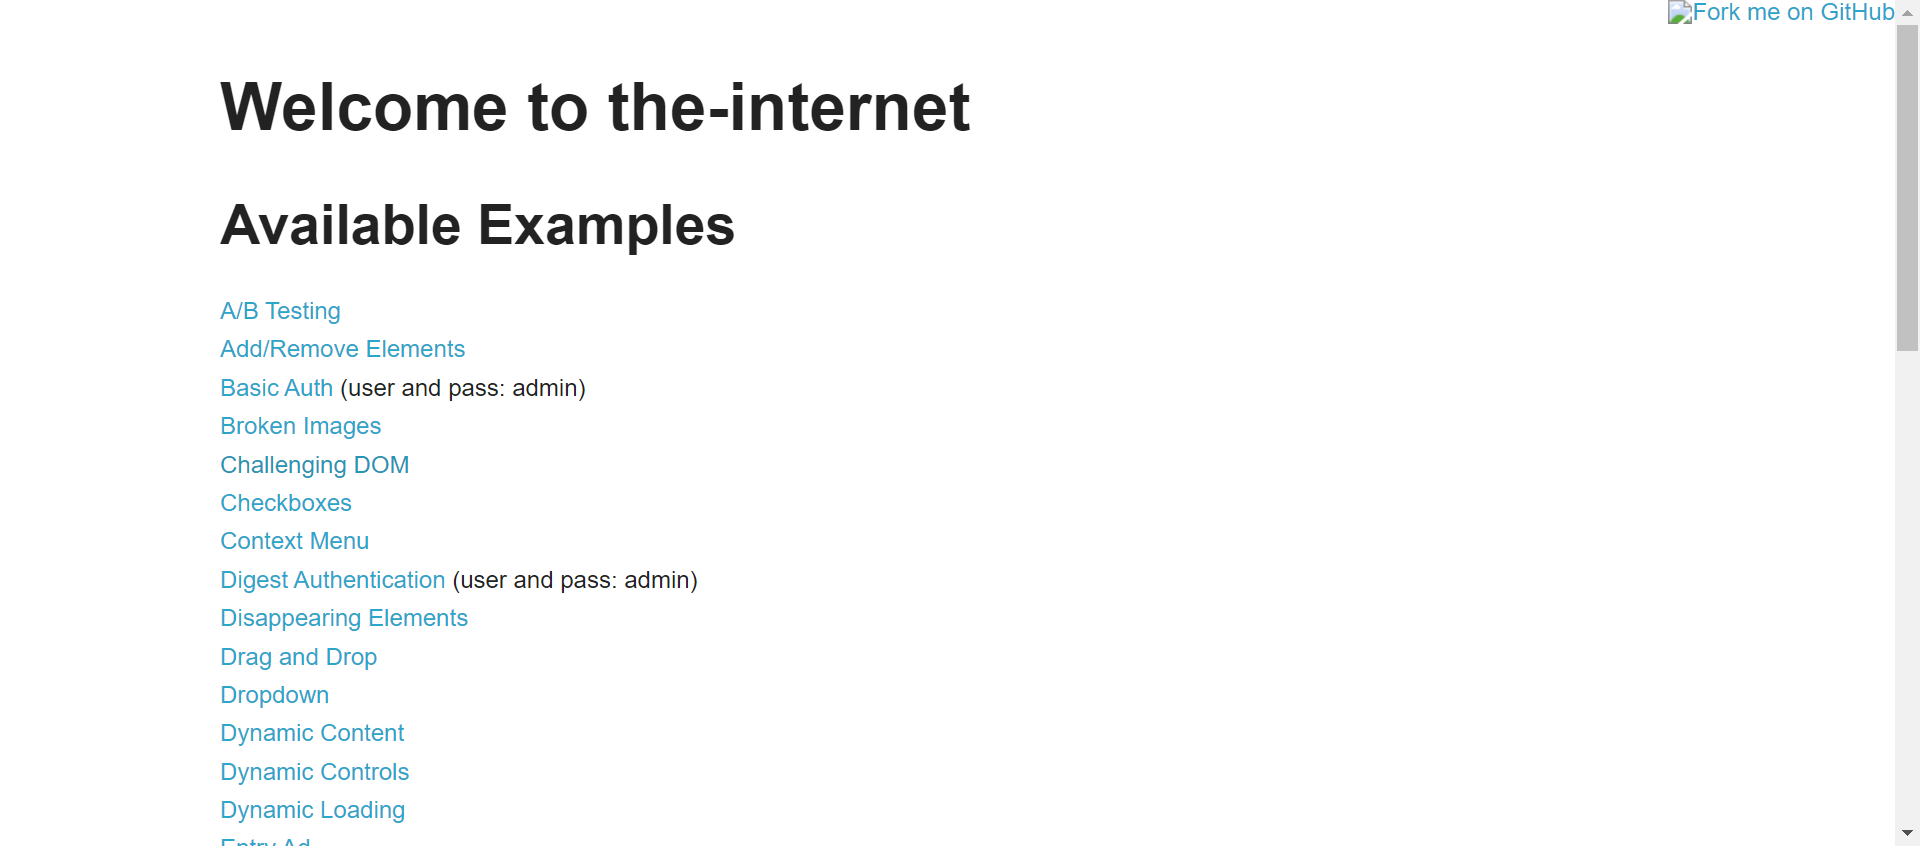 Fork me on GitHub
Welcome to the-internet
Available Examples
A/B Testing
Add/Remove Elements
Basic Auth (user and pass: admin)
Broken Images
Challenging DOM
Checkboxes
Context Menu
Digest Authentication (user and pass: admin)
Disappearing Elements
Drag and Drop
Dropdown
Dynamic Content
Dynamic Controls
Dynamic Loading
Entry Ad